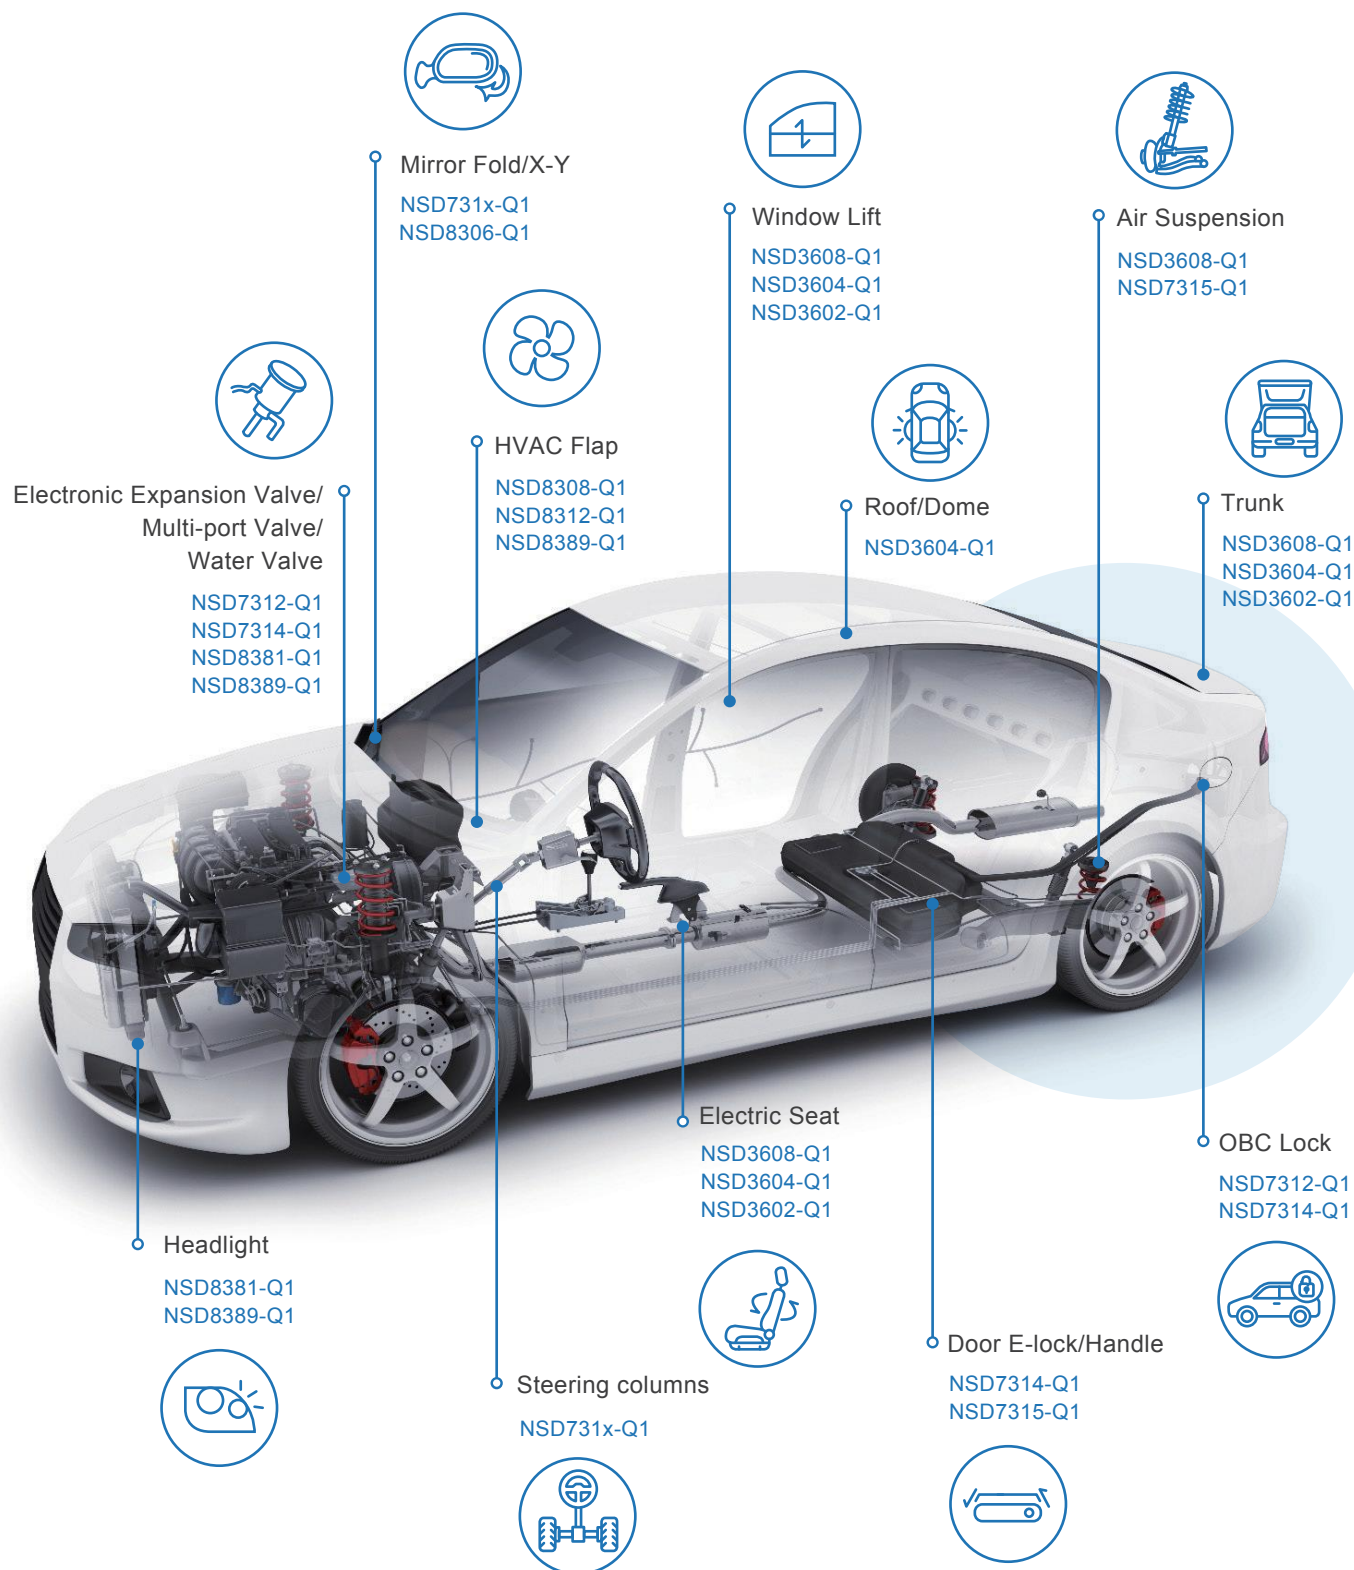 Mirror Fold/X-Y
NSD731x-Q1
NSD8306-Q1
Window Lift
NSD3608-Q1
NSD3604-Q1
NSD3602-Q1
Air Suspension
NSD3608-Q1
NSD7315-Q1
Electronic Expansion Valve/
Multi-port Valve/
Water Valve
NSD7312-Q1
NSD7314-Q1
NSD8381-Q1
NSD8389-Q1
HVAC Flap
NSD8308-Q1
NSD8312-Q1
NSD8389-Q1
Roof/Dome
NSD3604-Q1
Trunk
NSD3608-Q1
NSD3604-Q1
NSD3602-Q1
Electric Seat
NSD3608-Q1
NSD3604-Q1
NSD3602-Q1
OBC Lock
NSD7312-Q1
NSD7314-Q1
Headlight
NSD8381-Q1
NSD8389-Q1
Steering columns
NSD731x-Q1
Door E-lock/Handle
NSD7314-Q1
NSD7315-Q1